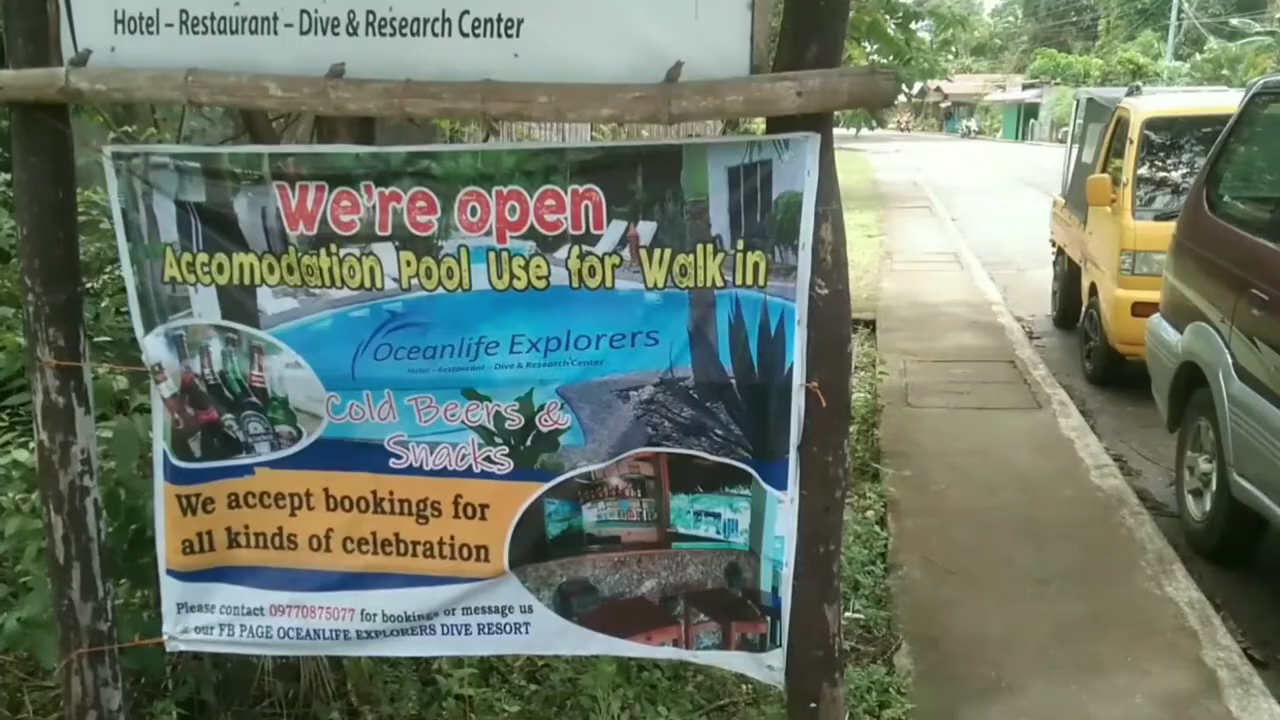 Hotel – Restaurant – Dive & Research Center
We're open
Accomodation Pool Use for Walk in
Oceanlife Explorers
Hotel – Restaurant – Dive & Research Center
Cold Beers &
Snacks
We accept bookings for
all kinds of celebration
Please contact 09770875077 for bookings or message us
our FB PAGE OCEANLIFE EXPLORERS DIVE RESORT